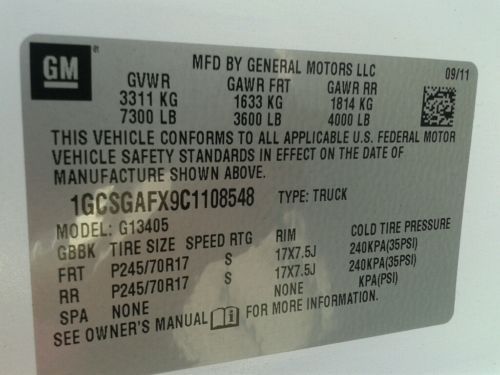 GM
MFD BY GENERAL MOTORS LLC
09/11
GVWR GAWR FRT GAWR RR
3311 KG 1633 KG 1814 KG
7300 LB 3600 LB 4000 LB
THIS VEHICLE CONFORMS TO ALL APPLICABLE U.S. FEDERAL MOTOR
VEHICLE SAFETY STANDARDS IN EFFECT ON THE DATE OF
MANUFACTURE SHOWN ABOVE.
1GCSGAFX9C1108548 TYPE: TRUCK
MODEL: G13405
GBBK TIRE SIZE SPEED RTG RIM COLD TIRE PRESSURE
FRT P245/70R17 S 17X7.5J 240KPA(35PSI)
RR P245/70R17 S 17X7.5J 240KPA(35PSI)
SPA NONE NONE KPA(PSI)
SEE OWNER'S MANUAL FOR MORE INFORMATION.